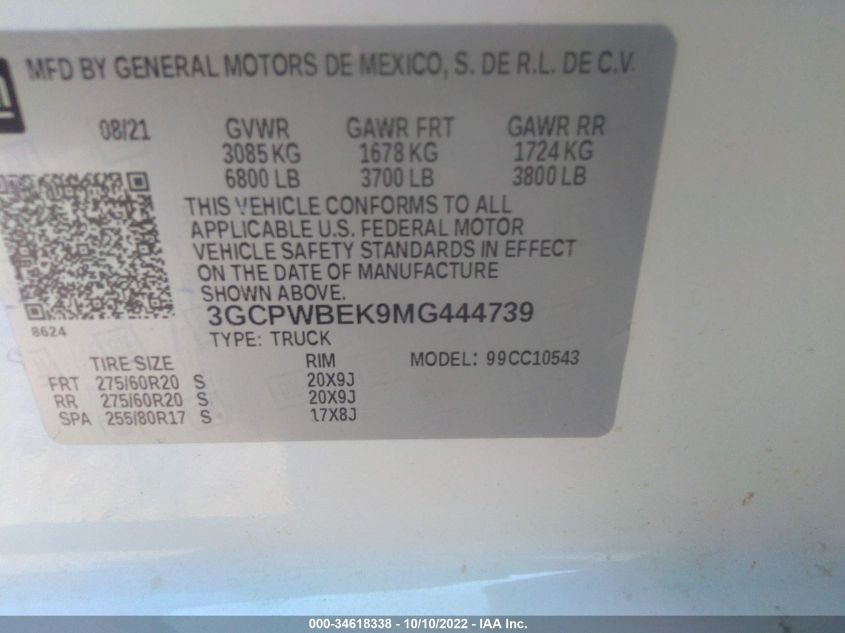 MFD BY GENERAL MOTORS DE MEXICO, S. DE R.L. DE C.V.
08/21 GVWR GAWR FRT GAWR RR
3085 KG 1678 KG 1724 KG
6800 LB 3700 LB 3800 LB
THIS VEHICLE CONFORMS TO ALL
APPLICABLE U.S. FEDERAL MOTOR
VEHICLE SAFETY STANDARDS IN EFFECT
ON THE DATE OF MANUFACTURE
SHOWN ABOVE.
8624
3GCPWBEK9MG444739
TYPE: TRUCK
TIRE SIZE RIM MODEL: 99CC10543
FRT 275/60R20 S 20X9J
RR 275/60R20 S 20X9J
SPA 255/80R17 S 17X8J
000-34618338 - 10/10/2022 - IAA Inc.